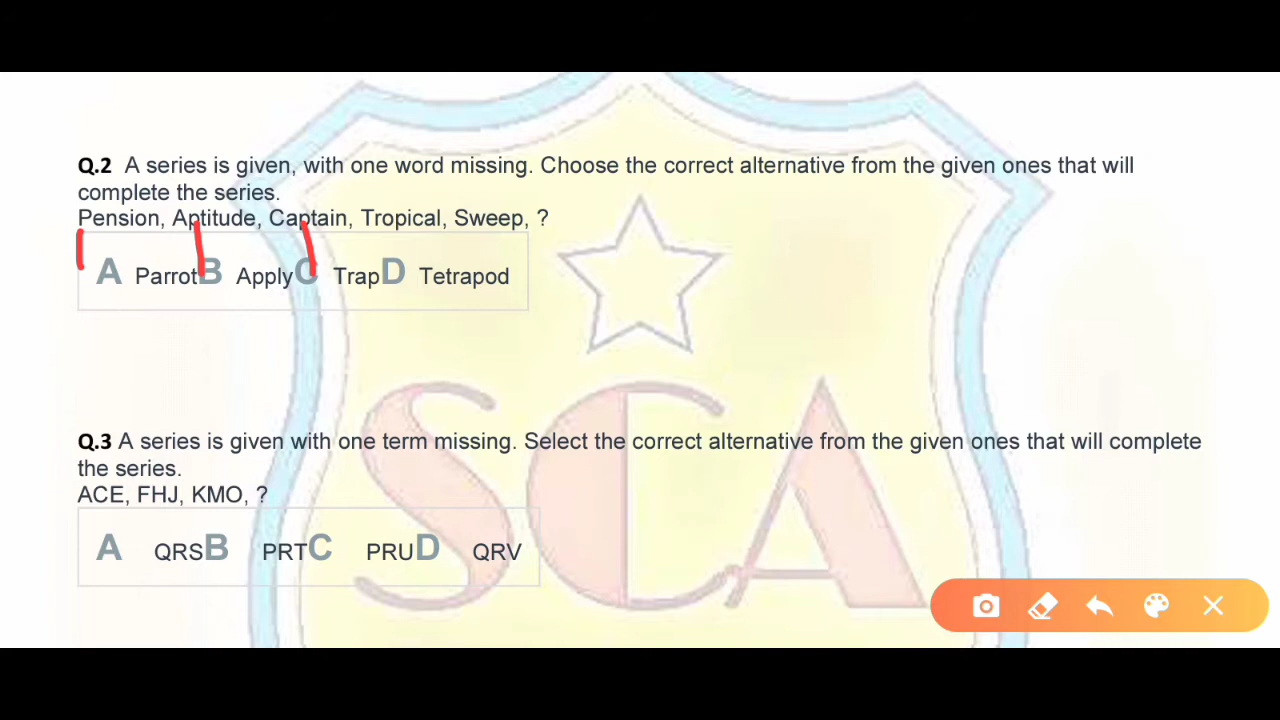 Q.2 A series is given, with one word missing. Choose the correct alternative from the given ones that will
complete the series.
Pension, Aptitude, Captain, Tropical, Sweep, ?
A Parrot B Apply C Trap D Tetrapod
Q.3 A series is given with one term missing. Select the correct alternative from the given ones that will complete
the series.
ACE, FHJ, KMO, ?
A QRS B PRT C PRU D QRV
SCA